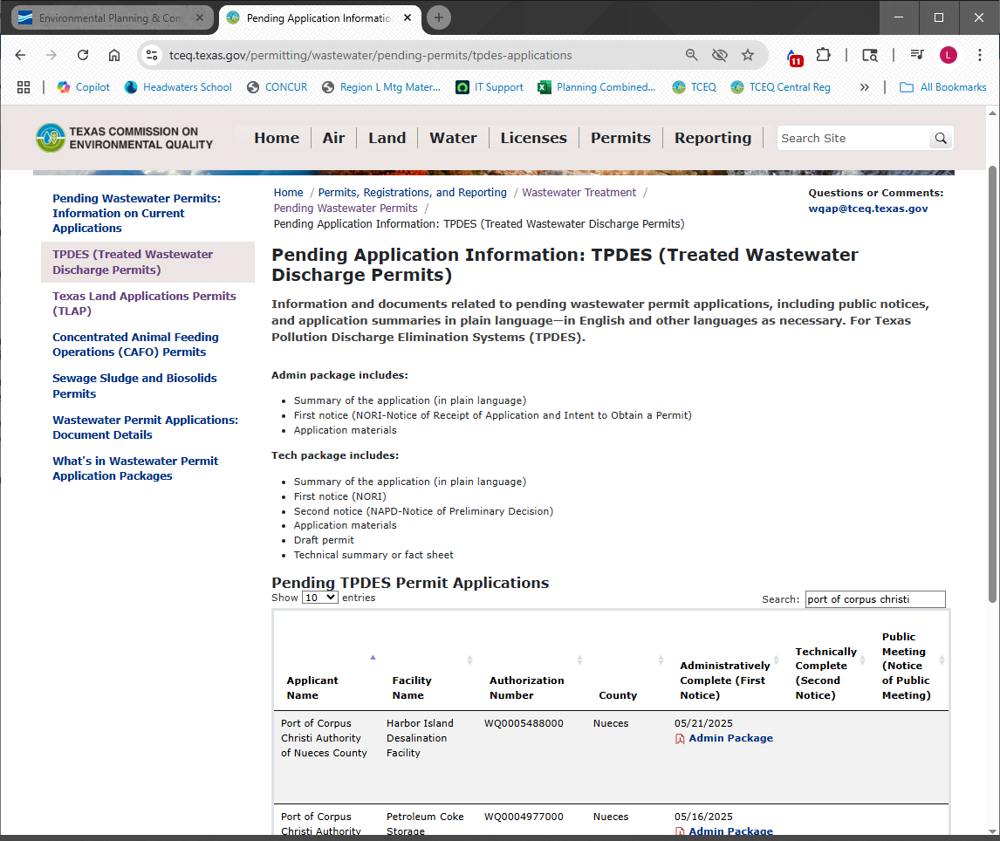 Environmental Planning & Com
Pending Application Informatio
tceq.texas.gov/permitting/wastewater/pending-permits/tpdes-applications
11
L
Copilot
Headwaters School
CONCUR
Region L Mtg Mater...
IT Support
Planning Combined...
TCEQ
TCEQ Central Reg
»
All Bookmarks
TEXAS COMMISSION ON
ENVIRONMENTAL QUALITY
Home
Air
Land
Water
Licenses
Permits
Reporting
Search Site
Pending Wastewater Permits:
Information on Current
Applications
TPDES (Treated Wastewater
Discharge Permits)
Texas Land Applications Permits
(TLAP)
Concentrated Animal Feeding
Operations (CAFO) Permits
Sewage Sludge and Biosolids
Permits
Wastewater Permit Applications:
Document Details
What's in Wastewater Permit
Application Packages
Home / Permits, Registrations, and Reporting / Wastewater Treatment /
Pending Wastewater Permits /
Pending Application Information: TPDES (Treated Wastewater Discharge Permits)
Questions or Comments:
wqap@tceq.texas.gov
Pending Application Information: TPDES (Treated Wastewater
Discharge Permits)
Information and documents related to pending wastewater permit applications, including public notices,
and application summaries in plain language—in English and other languages as necessary. For Texas
Pollution Discharge Elimination Systems (TPDES).
Admin package includes:
• Summary of the application (in plain language)
• First notice (NORI-Notice of Receipt of Application and Intent to Obtain a Permit)
• Application materials
Tech package includes:
• Summary of the application (in plain language)
• First notice (NORI)
• Second notice (NAPD-Notice of Preliminary Decision)
• Application materials
• Draft permit
• Technical summary or fact sheet
Pending TPDES Permit Applications
Show 10 entries
Search: port of corpus christi
Applicant
Name
Facility
Name
Authorization
Number
County
Administratively
Complete (First
Notice)
Technically
Complete
(Second
Notice)
Public
Meeting
(Notice
of Public
Meeting)
Port of Corpus
Christi Authority
of Nueces County
Harbor Island
Desalination
Facility
WQ0005488000
Nueces
05/21/2025
Admin Package
Port of Corpus
Christi Authority
Petroleum Coke
Storage
WQ0004977000
Nueces
05/16/2025
Admin Package